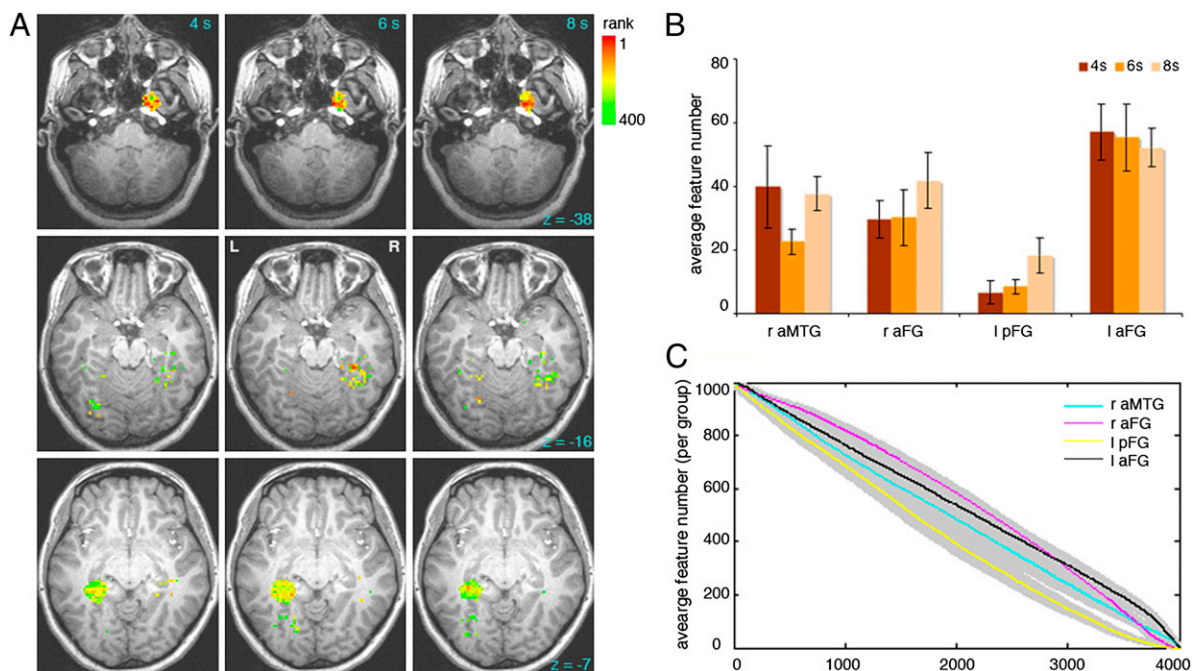 A
4 s
6 s
8 s
rank
1
400
z = -38
L
R
z = -16
z = -7
B
average feature number
80
60
40
20
0
4s
6s
8s
r aMTG
r aFG
l pFG
l aFG
C
avearge feature number (per group)
1000
800
600
400
200
0
r aMTG
r aFG
l pFG
l aFG
0
1000
2000
3000
4000